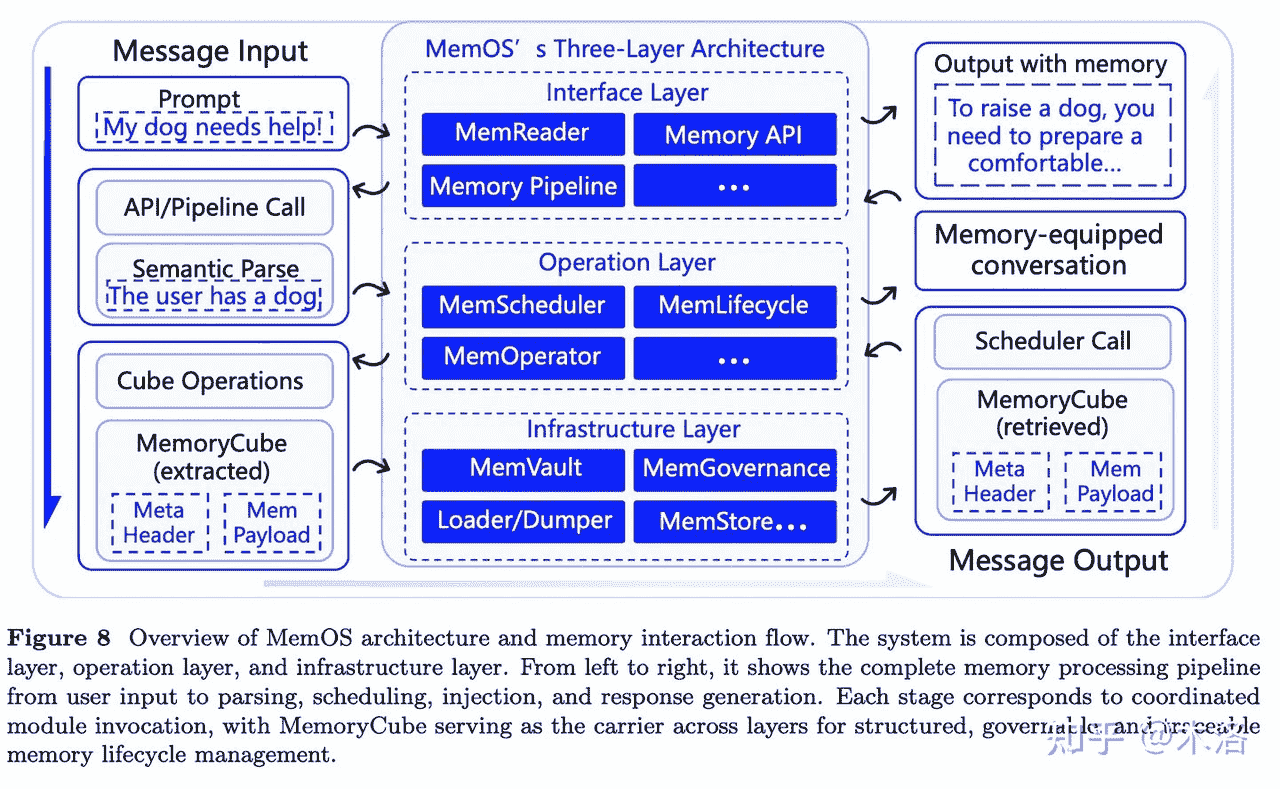 Message Input
Prompt
My dog needs help!
API/Pipeline Call
Semantic Parse
The user has a dog
Cube Operations
MemoryCube
(extracted)
Meta
Header
Mem
Payload
MemOS’s Three-Layer Architecture
Interface Layer
MemReader
Memory API
Memory Pipeline
...
Operation Layer
MemScheduler
MemLifecycle
MemOperator
...
Infrastructure Layer
MemVault
MemGovernance
Loader/Dumper
MemStore...
Output with memory
To raise a dog, you
need to prepare a
comfortable...
Memory-equipped
conversation
Scheduler Call
MemoryCube
(retrieved)
Meta
Header
Mem
Payload
Message Output
Figure 8 Overview of MemOS architecture and memory interaction flow. The system is composed of the interface
layer, operation layer, and infrastructure layer. From left to right, it shows the complete memory processing pipeline
from user input to parsing, scheduling, injection, and response generation. Each stage corresponds to coordinated
module invocation, with MemoryCube serving as the carrier across layers for structured, governable, and traceable
memory lifecycle management.
知乎 @木洛